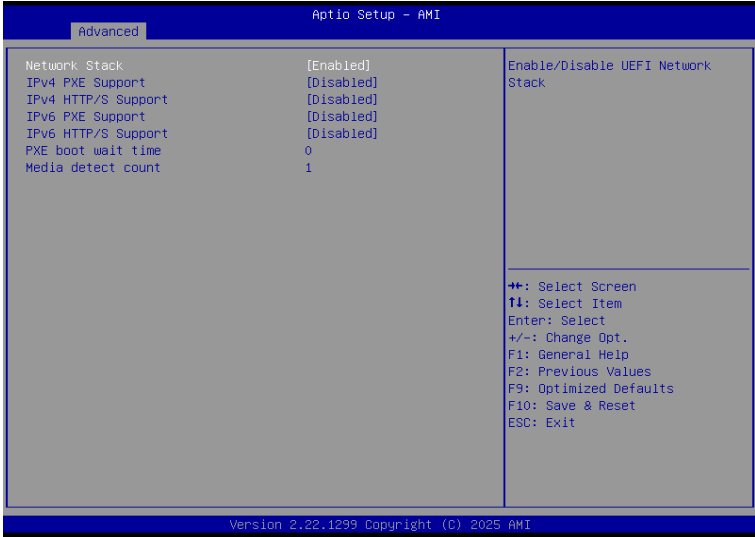 Aptio Setup – AMI
Advanced
Network Stack [Enabled]
IPv4 PXE Support [Disabled]
IPv4 HTTP/S Support [Disabled]
IPv6 PXE Support [Disabled]
IPv6 HTTP/S Support [Disabled]
PXE boot wait time 0
Media detect count 1
Enable/Disable UEFI Network
Stack
→←: Select Screen
↑↓: Select Item
Enter: Select
+/-: Change Opt.
F1: General Help
F2: Previous Values
F9: Optimized Defaults
F10: Save & Reset
ESC: Exit
Version 2.22.1299 Copyright (C) 2025 AMI